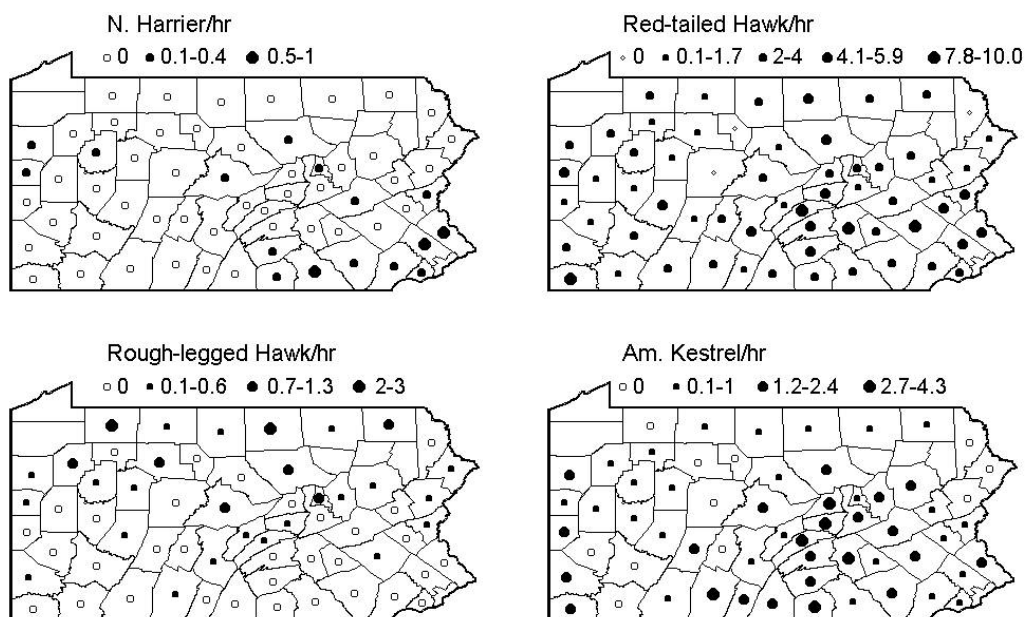 N. Harrier/hr
0 0.1-0.4 0.5-1
Red-tailed Hawk/hr
0 0.1-1.7 2-4 4.1-5.9 7.8-10.0
Rough-legged Hawk/hr
0 0.1-0.6 0.7-1.3 2-3
Am. Kestrel/hr
0 0.1-1 1.2-2.4 2.7-4.3